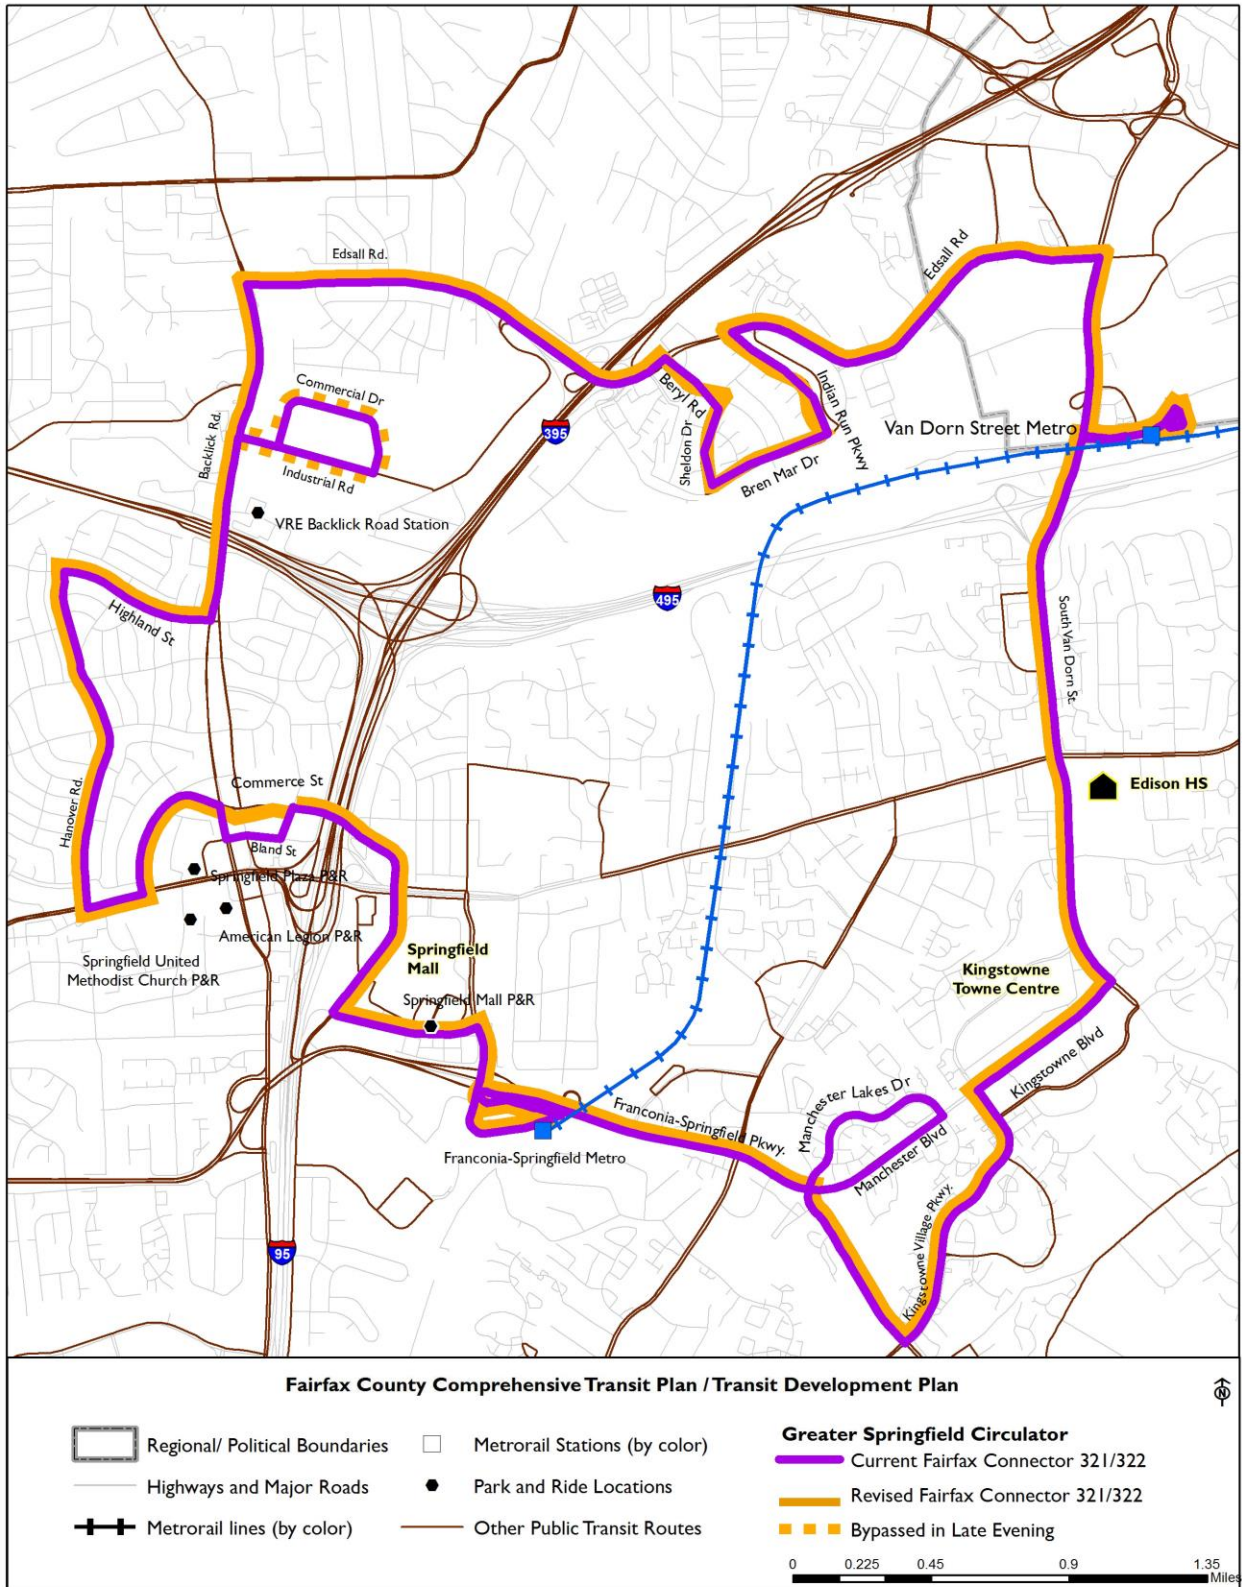 Edsall Rd.
Edsall Rd
Commercial Dr
Backlick Rd.
Industrial Rd
395
Beryl Rd
Sheldon Dr
Indian Run Pkwy
Bren Mar Dr
Van Dorn Street Metro
VRE Backlick Road Station
Highland St
495
South Van Dorn St.
Hanover Rd.
Commerce St
Bland St
Edison HS
Springfield Plaza P&R
American Legion P&R
Springfield United
Methodist Church P&R
Springfield
Mall
Springfield Mall P&R
Kingstowne
Towne Centre
Kingstowne Blvd
Manchester Lakes Dr
Franconia-Springfield Pkwy.
Manchester Blvd
Franconia-Springfield Metro
Kingstowne Village Pkwy.
95
Fairfax County Comprehensive Transit Plan / Transit Development Plan
N
Regional/ Political Boundaries
Highways and Major Roads
Metrorail lines (by color)
Metrorail Stations (by color)
Park and Ride Locations
Other Public Transit Routes
Greater Springfield Circulator
Current Fairfax Connector 321/322
Revised Fairfax Connector 321/322
Bypassed in Late Evening
0 0.225 0.45 0.9 1.35
Miles